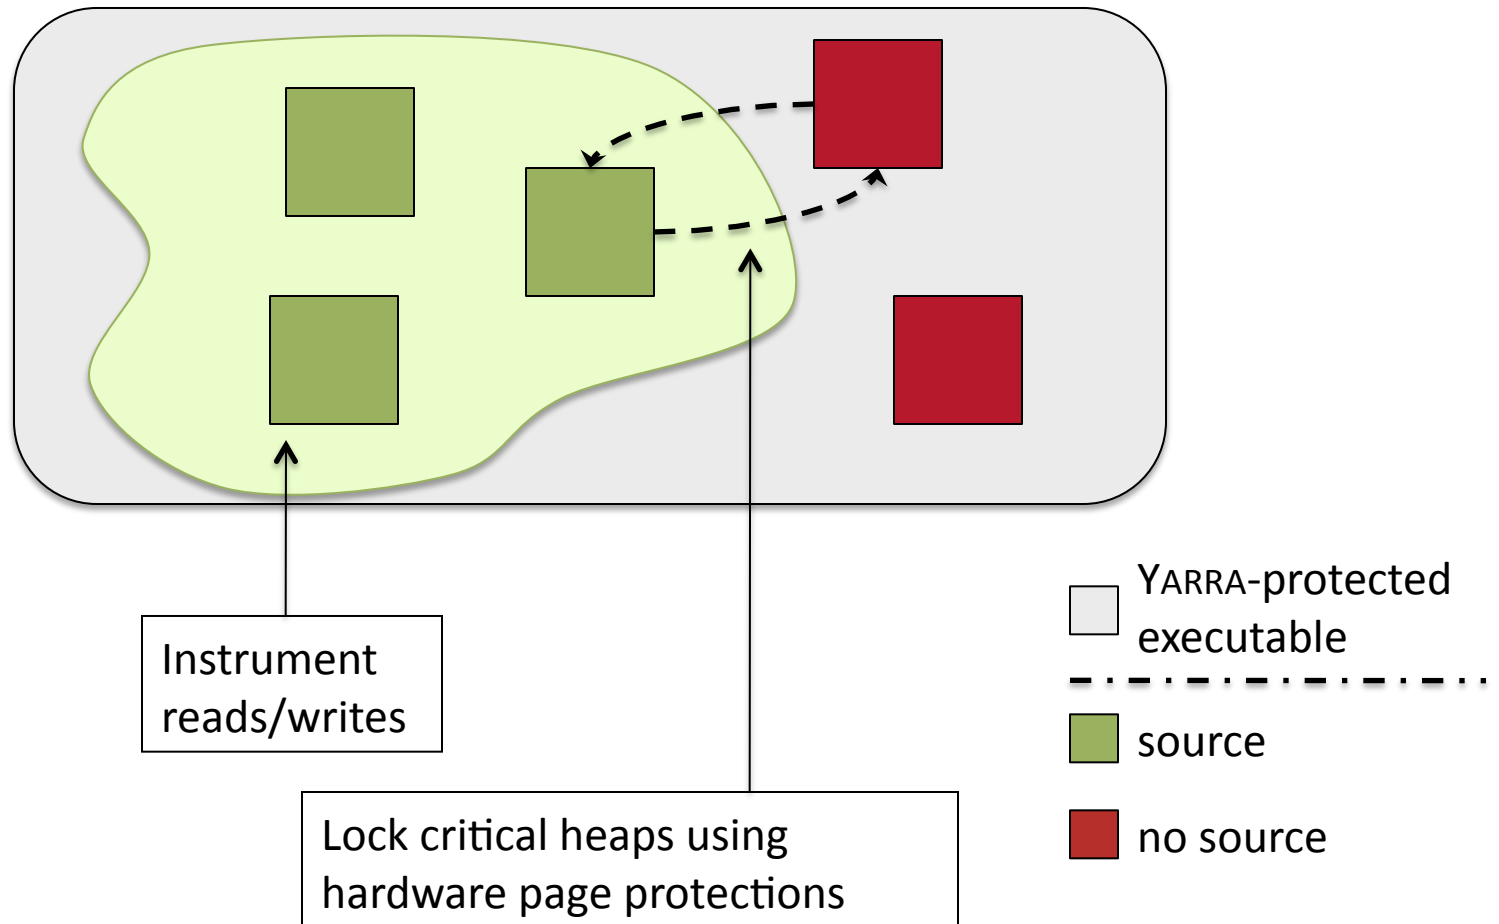 Instrument
reads/writes
Lock critical heaps using
hardware page protections
YARRA-protected
executable
source
no source